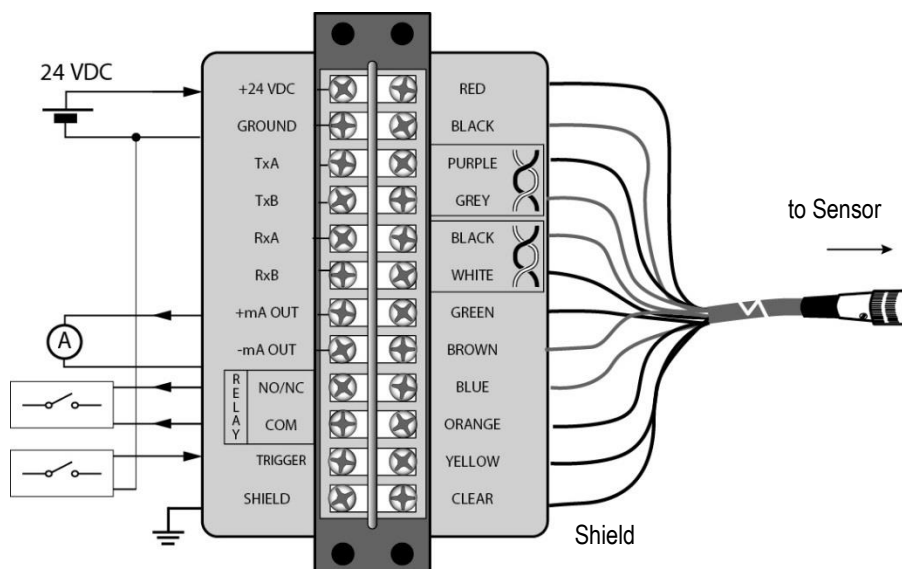 24 VDC
+24 VDC RED
GROUND BLACK
TxA PURPLE
TxB GREY
to Sensor
RxA BLACK
RxB WHITE
+mA OUT GREEN
A
-mA OUT BROWN
RELAY
NO/NC BLUE
COM ORANGE
TRIGGER YELLOW
SHIELD CLEAR
Shield